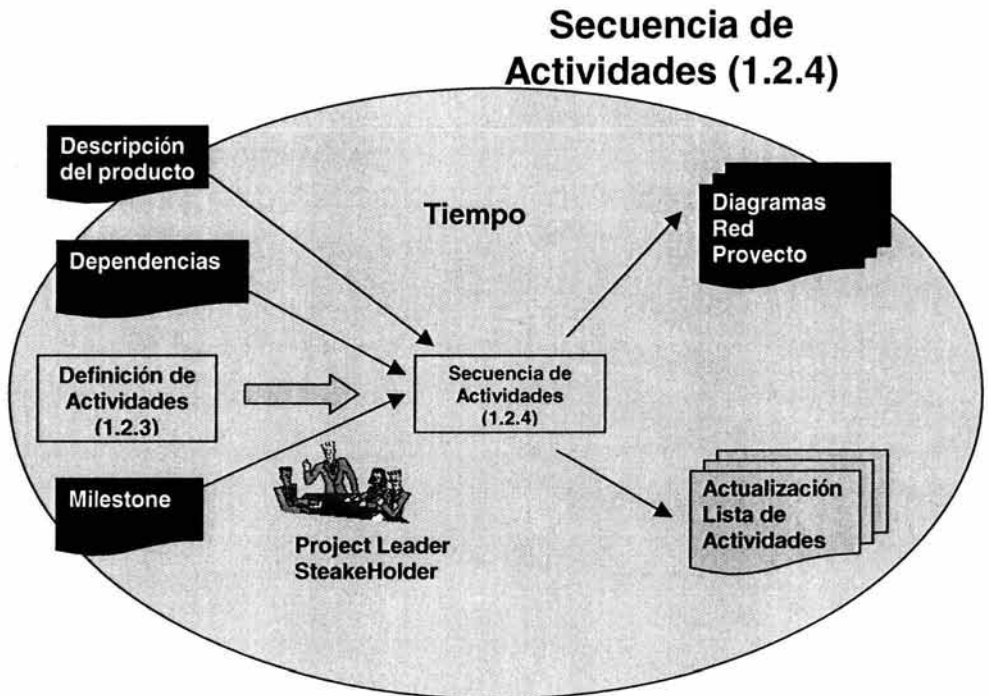 Secuencia de
Actividades (1.2.4)
Descripción
del producto
Tiempo
Diagramas
Red
Provecto
Dependencias
Definición de
Actividades
(1.2.3)
Secuencia de
Actividades
(1.2.4)
Milestone
Project Leader
SteakeHolder
Actualización
Lista de
Actividades